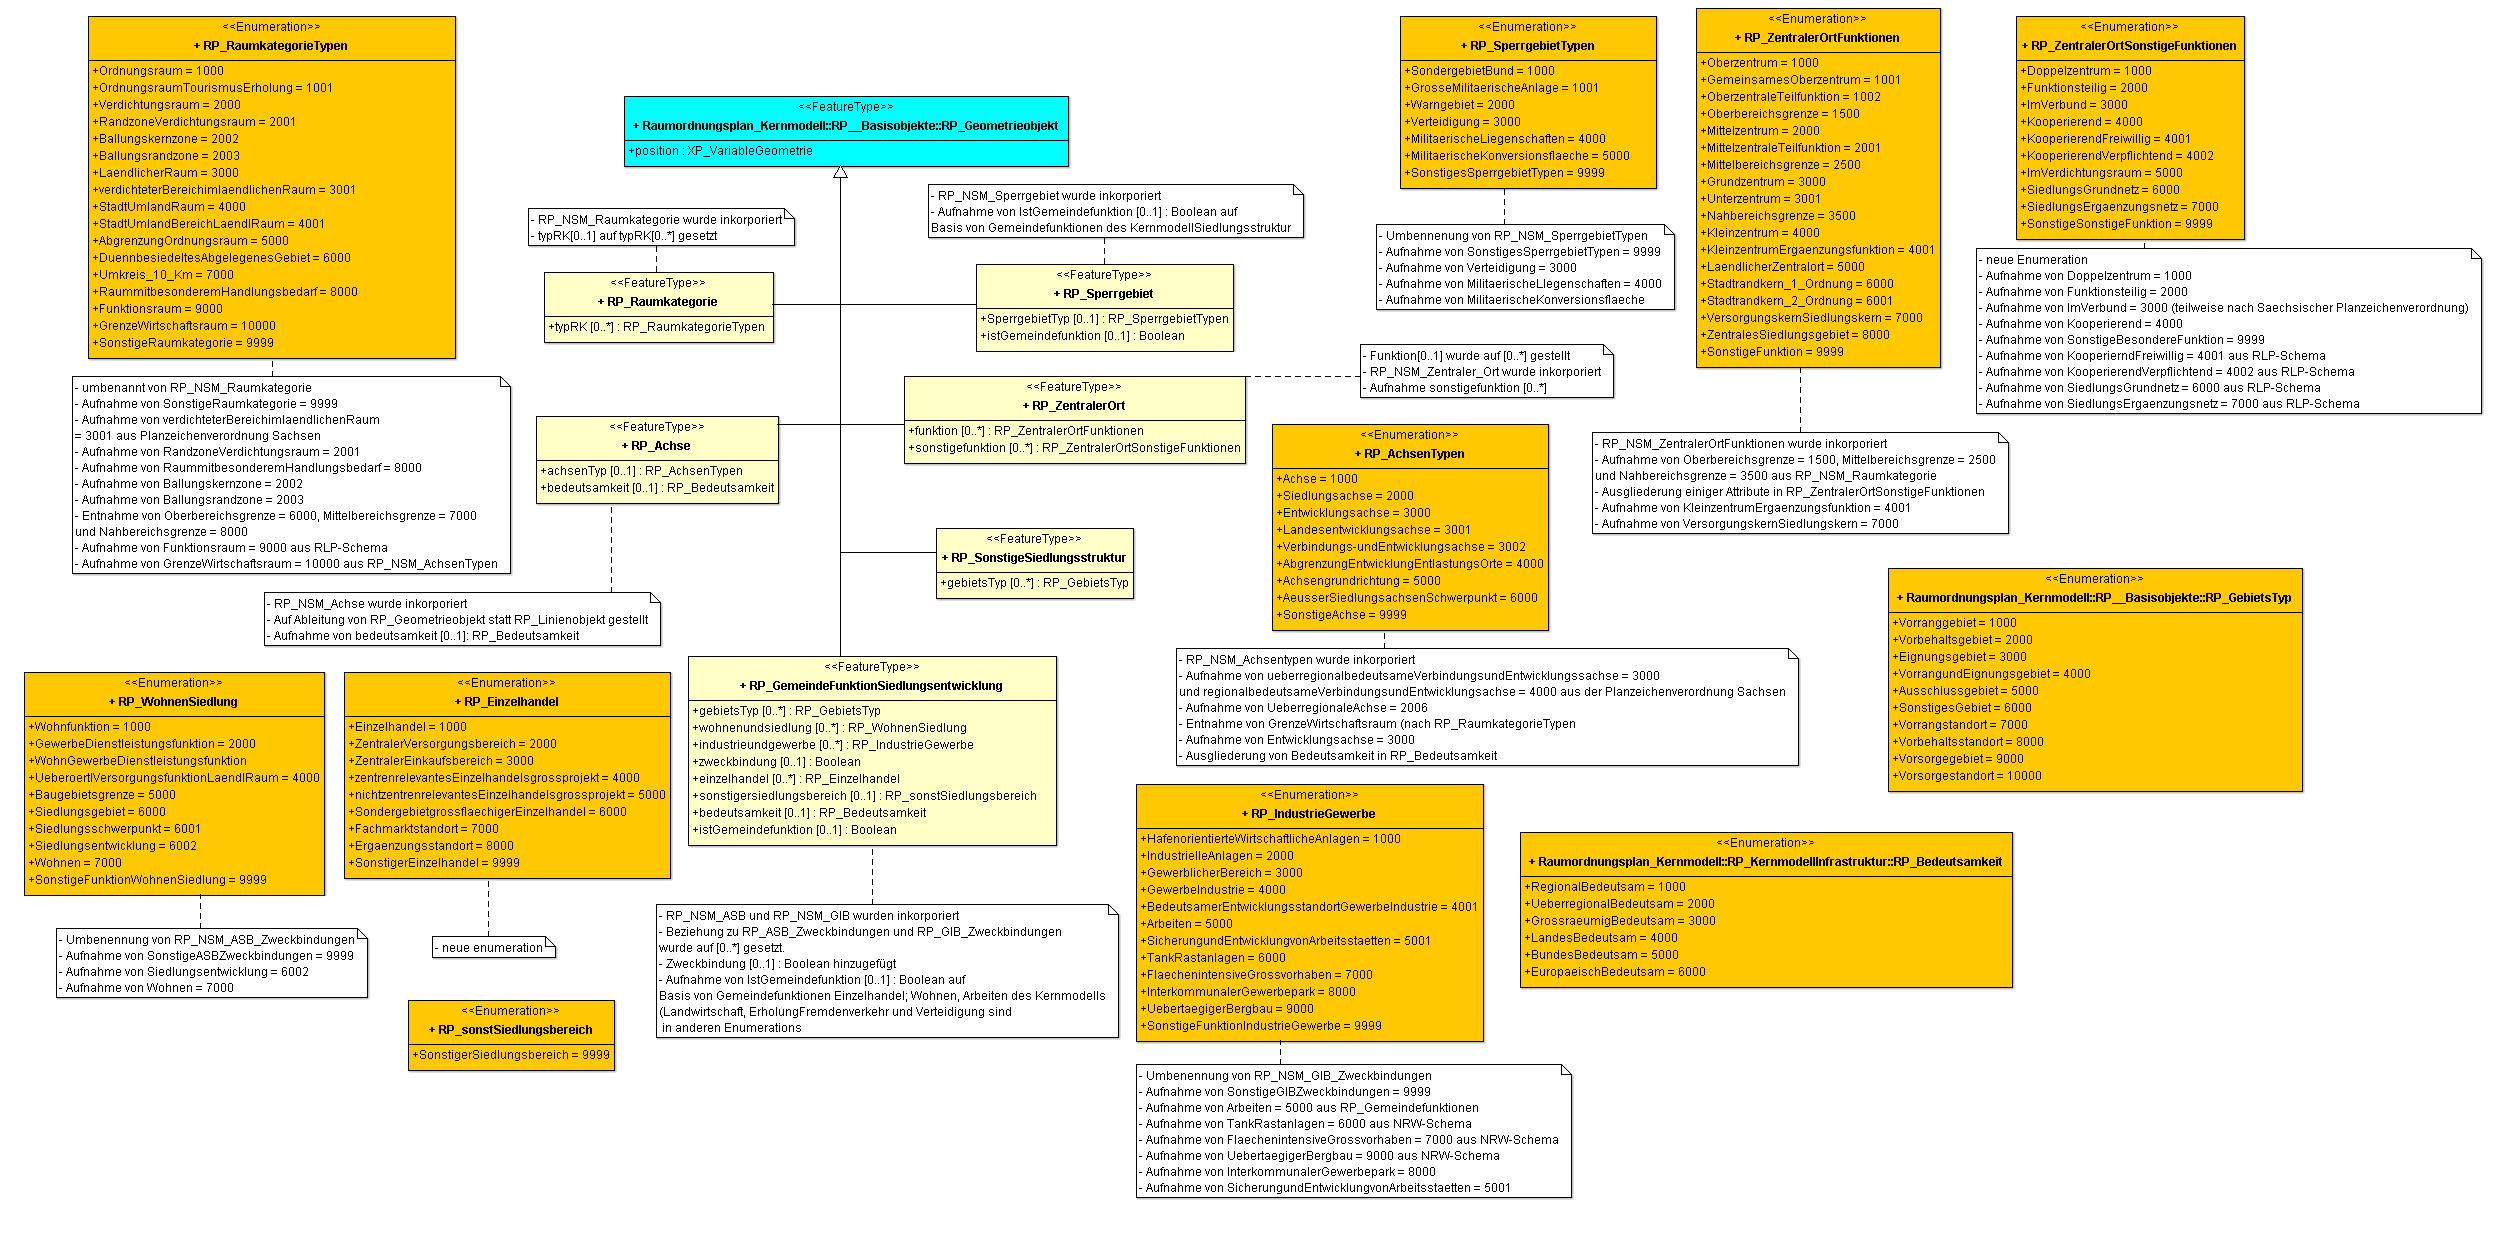 <<Enumeration>>
+ RP_RaumkategorieTypen
+Ordnungsraum = 1000
+OrdnungsraumTourismusErholung = 1001
+Verdichtungsraum = 2000
+RandzoneVerdichtungsraum = 2001
+Ballungskernzone = 2002
+Ballungsrandzone = 2003
+LaendlicherRaum = 3000
+verdichteterBereichimlaendlichenRaum = 3001
+StadtUmlandRaum = 4000
+StadtUmlandBereichLaendlRaum = 4001
+AbgrenzungOrdnungsraum = 5000
+DuennbesiedeltesAbgelegenesGebiet = 6000
+Umkreis_10_Km = 7000
+RaummitbesonderemHandlungsbedarf = 8000
+Funktionsraum = 9000
+GrenzeWirtschaftsraum = 10000
+SonstigeRaumkategorie = 9999
- umbenannt von RP_NSM_Raumkategorie
- Aufnahme von SonstigeRaumkategorie = 9999
- Aufnahme von verdichteterBereichimlaendlichenRaum
= 3001 aus Planzeichenverordnung Sachsen
- Aufnahme von RandzoneVerdichtungsraum = 2001
- Aufnahme von RaummitbesonderemHandlungsbedarf = 8000
- Aufnahme von Ballungskernzone = 2002
- Aufnahme von Ballungsrandzone = 2003
- Entnahme von Oberbereichsgrenze = 6000, Mittelbereichsgrenze = 7000
und Nahbereichsgrenze = 8000
- Aufnahme von Funktionsraum = 9000 aus RLP-Schema
- Aufnahme von GrenzeWirtschaftsraum = 10000 aus RP_NSM_AchsenTypen
<<FeatureType>>
+ Raumordnungsplan_Kernmodell::RP__Basisobjekte::RP_Geometrieobjekt
+position : XP_VariableGeometrie
- RP_NSM_Raumkategorie wurde inkorporiert
- typRK[0..1] auf typRK[0..*] gesetzt
<<FeatureType>>
+ RP_Raumkategorie
+typRK [0..*] : RP_RaumkategorieTypen
- RP_NSM_Sperrgebiet wurde inkorporiert
- Aufnahme von IstGemeindefunktion [0..1] : Boolean auf
Basis von Gemeindefunktionen des KernmodellSiedlungsstruktur
<<FeatureType>>
+ RP_Sperrgebiet
+SperrgebietTyp [0..1] : RP_SperrgebietTypen
+istGemeindefunktion [0..1] : Boolean
<<Enumeration>>
+ RP_SperrgebietTypen
+SondergebietBund = 1000
+GrosseMilitaerischeAnlage = 1001
+Warngebiet = 2000
+Verteidigung = 3000
+MilitaerischeLiegenschaften = 4000
+MilitaerischeKonversionsflaeche = 5000
+SonstigesSperrgebietTypen = 9999
- Umbennenung von RP_NSM_SperrgebietTypen
- Aufnahme von SonstigesSperrgebietTypen = 9999
- Aufnahme von Verteidigung = 3000
- Aufnahme von MilitaerischeLIegenschaften = 4000
- Aufnahme von MilitaerischeKonversionsflaeche
<<Enumeration>>
+ RP_ZentralerOrtFunktionen
+Oberzentrum = 1000
+GemeinsamesOberzentrum = 1001
+OberzentraleTeilfunktion = 1002
+Oberbereichsgrenze = 1500
+Mittelzentrum = 2000
+MittelzentraleTeilfunktion = 2001
+Mittelbereichsgrenze = 2500
+Grundzentrum = 3000
+Unterzentrum = 3001
+Nahbereichsgrenze = 3500
+Kleinzentrum = 4000
+KleinzentrumErgaenzungsfunktion = 4001
+LaendlicherZentralort = 5000
+Stadtrandkern_1_Ordnung = 6000
+Stadtrandkern_2_Ordnung = 6001
+VersorgungskernSiedlungskern = 7000
+ZentralesSiedlungsgebiet = 8000
+SonstigeFunktion = 9999
- RP_NSM_ZentralerOrtFunktionen wurde inkorporiert
- Aufnahme von Oberbereichsgrenze = 1500, Mittelbereichsgrenze = 2500
und Nahbereichsgrenze = 3500 aus RP_NSM_Raumkategorie
- Ausgliederung einiger Attribute in RP_ZentralerOrtSonstigeFunktionen
- Aufnahme von KleinzentrumErgaenzungsfunktion = 4001
- Aufnahme von VersorgungskernSiedlungskern = 7000
<<Enumeration>>
+ RP_ZentralerOrtSonstigeFunktionen
+Doppelzentrum = 1000
+Funktionsteilig = 2000
+ImVerbund = 3000
+Kooperierend = 4000
+KooperierendFreiwillig = 4001
+KooperierendVerpflichtend = 4002
+ImVerdichtungsraum = 5000
+SiedlungsGrundnetz = 6000
+SiedlungsErgaenzungsnetz = 7000
+SonstigeSonstigeFunktion = 9999
- neue Enumeration
- Aufnahme von Doppelzentrum = 1000
- Aufnahme von Funktionsteilig = 2000
- Aufnahme von ImVerbund = 3000 (teilweise nach Saechsischer Planzeichenverordnung)
- Aufnahme von Kooperierend = 4000
- Aufnahme von SonstigeBesondereFunktion = 9999
- Aufnahme von KooperierndFreiwillig = 4001 aus RLP-Schema
- Aufnahme von KooperierendVerpflichtend = 4002 aus RLP-Schema
- Aufnahme von SiedlungsGrundnetz = 6000 aus RLP-Schema
- Aufnahme von SiedlungsErgaenzungsnetz = 7000 aus RLP-Schema
- Funktion[0..1] wurde auf [0..*] gestellt
- RP_NSM_Zentraler_Ort wurde inkorporiert
- Aufnahme sonstigefunktion [0..*]
<<FeatureType>>
+ RP_ZentralerOrt
+funktion [0..*] : RP_ZentralerOrtFunktionen
+sonstigefunktion [0..*] : RP_ZentralerOrtSonstigeFunktionen
<<FeatureType>>
+ RP_Achse
+achsenTyp [0..1] : RP_AchsenTypen
+bedeutsamkeit [0..1] : RP_Bedeutsamkeit
- RP_NSM_Achse wurde inkorporiert
- Auf Ableitung von RP_Geometrieobjekt statt RP_Linienobjekt gestellt
- Aufnahme von bedeutsamkeit [0..1]: RP_Bedeutsamkeit
<<FeatureType>>
+ RP_SonstigeSiedlungsstruktur
+gebietsTyp [0..*] : RP_GebietsTyp
<<Enumeration>>
+ RP_AchsenTypen
+Achse = 1000
+Siedlungsachse = 2000
+Entwicklungsachse = 3000
+Landesentwicklungsachse = 3001
+Verbindungs-undEntwicklungsachse = 3002
+AbgrenzungEntwicklungEntlastungsOrte = 4000
+Achsengrundrichtung = 5000
+AeusserSiedlungsachsenSchwerpunkt = 6000
+SonstigeAchse = 9999
- RP_NSM_Achsentypen wurde inkorporiert
- Aufnahme von ueberregionalbedeutsameVerbindungsundEntwicklungssachse = 3000
und regionalbedeutsameVerbindungsundEntwicklungsachse = 4000 aus der Planzeichenverordnung Sachsen
- Aufnahme von UeberregionaleAchse = 2006
- Entnahme von GrenzeWirtschaftsraum (nach RP_RaumkategorieTypen
- Aufnahme von Entwicklungsachse = 3000
- Ausgliederung von Bedeutsamkeit in RP_Bedeutsamkeit
<<Enumeration>>
+ Raumordnungsplan_Kernmodell::RP__Basisobjekte::RP_GebietsTyp
+Vorranggebiet = 1000
+Vorbehaltsgebiet = 2000
+Eignungsgebiet = 3000
+VorrangundEignungsgebiet = 4000
+Ausschlussgebiet = 5000
+SonstigesGebiet = 6000
+Vorrangstandort = 7000
+Vorbehaltsstandort = 8000
+Vorsorgegebiet = 9000
+Vorsorgestandort = 10000
<<Enumeration>>
+ RP_WohnenSiedlung
+Wohnfunktion = 1000
+GewerbeDienstleistungsfunktion = 2000
+WohnGewerbeDienstleistungsfunktion
+UeberoertlVersorgungsfunktionLaendlRaum = 4000
+Baugebietsgrenze = 5000
+Siedlungsgebiet = 6000
+Siedlungsschwerpunkt = 6001
+Siedlungsentwicklung = 6002
+Wohnen = 7000
+SonstigeFunktionWohnenSiedlung = 9999
- Umbenennung von RP_NSM_ASB_Zweckbindungen
- Aufnahme von SonstigeASBZweckbindungen = 9999
- Aufnahme von Siedlungsentwicklung = 6002
- Aufnahme von Wohnen = 7000
<<Enumeration>>
+ RP_Einzelhandel
+Einzelhandel = 1000
+ZentralerVersorgungsbereich = 2000
+ZentralerEinkaufsbereich = 3000
+zentrenrelevantesEinzelhandelsgrossprojekt = 4000
+nichtzentrenrelevantesEinzelhandelsgrossprojekt = 5000
+SondergebietgrossflaechigerEinzelhandel = 6000
+Fachmarktstandort = 7000
+Ergaenzungsstandort = 8000
+SonstigerEinzelhandel = 9999
- neue enumeration
<<Enumeration>>
+ RP_sonstSiedlungsbereich
+SonstigerSiedlungsbereich = 9999
<<FeatureType>>
+ RP_GemeindeFunktionSiedlungsentwicklung
+gebietsTyp [0..*] : RP_GebietsTyp
+wohnenundsiedlung [0..*] : RP_WohnenSiedlung
+industrieundgewerbe [0..*] : RP_IndustrieGewerbe
+zweckbindung [0..1] : Boolean
+einzelhandel [0..*] : RP_Einzelhandel
+sonstigersiedlungsbereich [0..1] : RP_sonstSiedlungsbereich
+bedeutsamkeit [0..1] : RP_Bedeutsamkeit
+istGemeindefunktion [0..1] : Boolean
- RP_NSM_ASB und RP_NSM_GIB wurden inkorporiert
- Beziehung zu RP_ASB_Zweckbindungen und RP_GIB_Zweckbindungen
wurde auf [0..*] gesetzt.
- Zweckbindung [0..1] : Boolean hinzugefügt
- Aufnahme von IstGemeindefunktion [0..1] : Boolean auf
Basis von Gemeindefunktionen Einzelhandel; Wohnen, Arbeiten des Kernmodells
(Landwirtschaft, ErholungFremdenverkehr und Verteidigung sind
in anderen Enumerations
<<Enumeration>>
+ RP_IndustrieGewerbe
+HafenorientierteWirtschaftlicheAnlagen = 1000
+IndustrielleAnlagen = 2000
+GewerblicherBereich = 3000
+GewerbeIndustrie = 4000
+BedeutsamerEntwicklungsstandortGewerbeIndustrie = 4001
+Arbeiten = 5000
+SicherungundEntwicklungvonArbeitsstaetten = 5001
+TankRastanlagen = 6000
+FlaechenintensiveGrossvorhaben = 7000
+InterkommunalerGewerbepark = 8000
+UebertaegigerBergbau = 9000
+SonstigeFunktionIndustrieGewerbe = 9999
- Umbenennung von RP_NSM_GIB_Zweckbindungen
- Aufnahme von SonstigeGIBZweckbindungen = 9999
- Aufnahme von Arbeiten = 5000 aus RP_Gemeindefunktionen
- Aufnahme von TankRastanlagen = 6000 aus NRW-Schema
- Aufnahme von FlaechenintensiveGrossvorhaben = 7000 aus NRW-Schema
- Aufnahme von UebertaegigerBergbau = 9000 aus NRW-Schema
- Aufnahme von InterkommunalerGewerbepark = 8000
- Aufnahme von SicherungundEntwicklungvonArbeitsstaetten = 5001
<<Enumeration>>
+ Raumordnungsplan_Kernmodell::RP_KernmodellInfrastruktur::RP_Bedeutsamkeit
+RegionalBedeutsam = 1000
+UeberregionalBedeutsam = 2000
+GrossraeumigBedeutsam = 3000
+LandesBedeutsam = 4000
+BundesBedeutsam = 5000
+EuropaeischBedeutsam = 6000